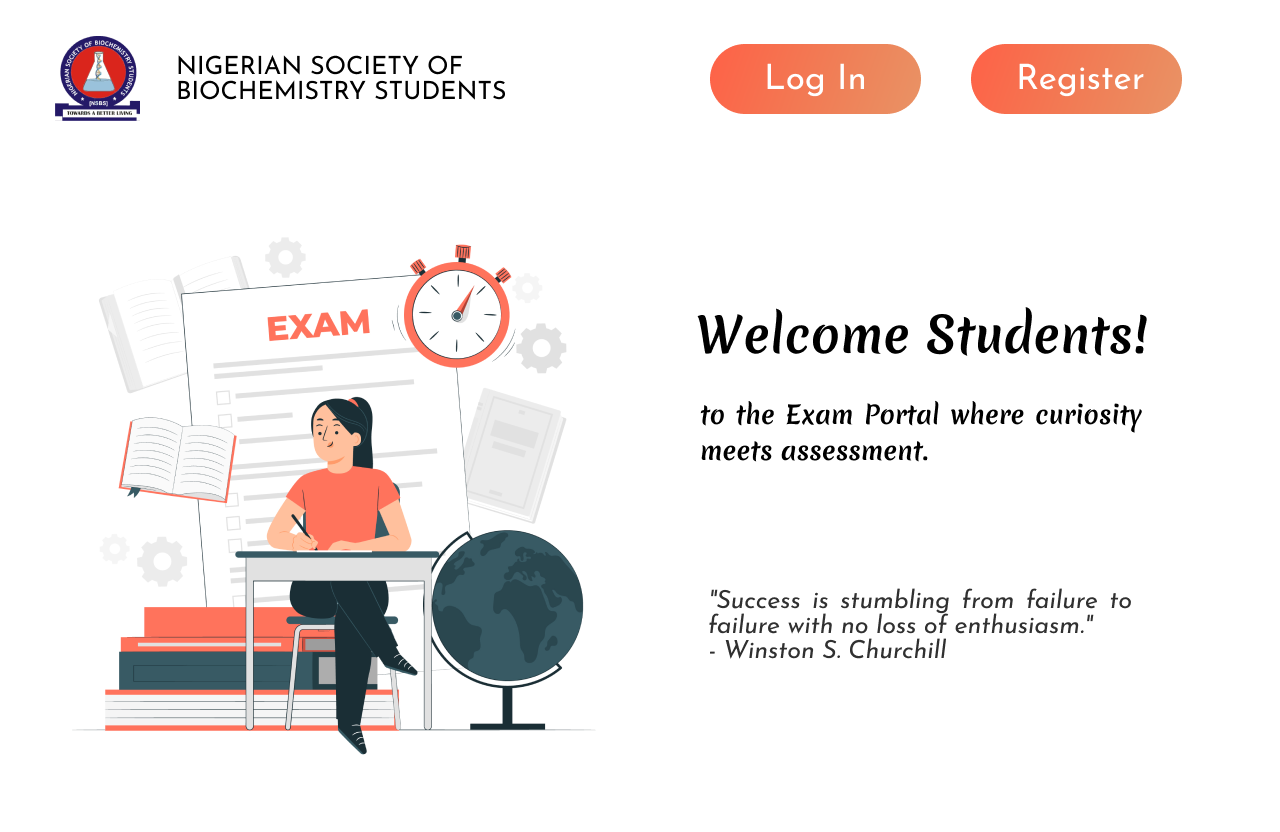 NIGERIAN SOCIETY OF BIOCHEMISTRY STUDENTS
[NSBS]
TOWARDS A BETTER LIVING
NIGERIAN SOCIETY OF
BIOCHEMISTRY STUDENTS
Log In
Register
EXAM
Welcome Students!
to the Exam Portal where curiosity
meets assessment.
"Success is stumbling from failure to
failure with no loss of enthusiasm."
- Winston S. Churchill